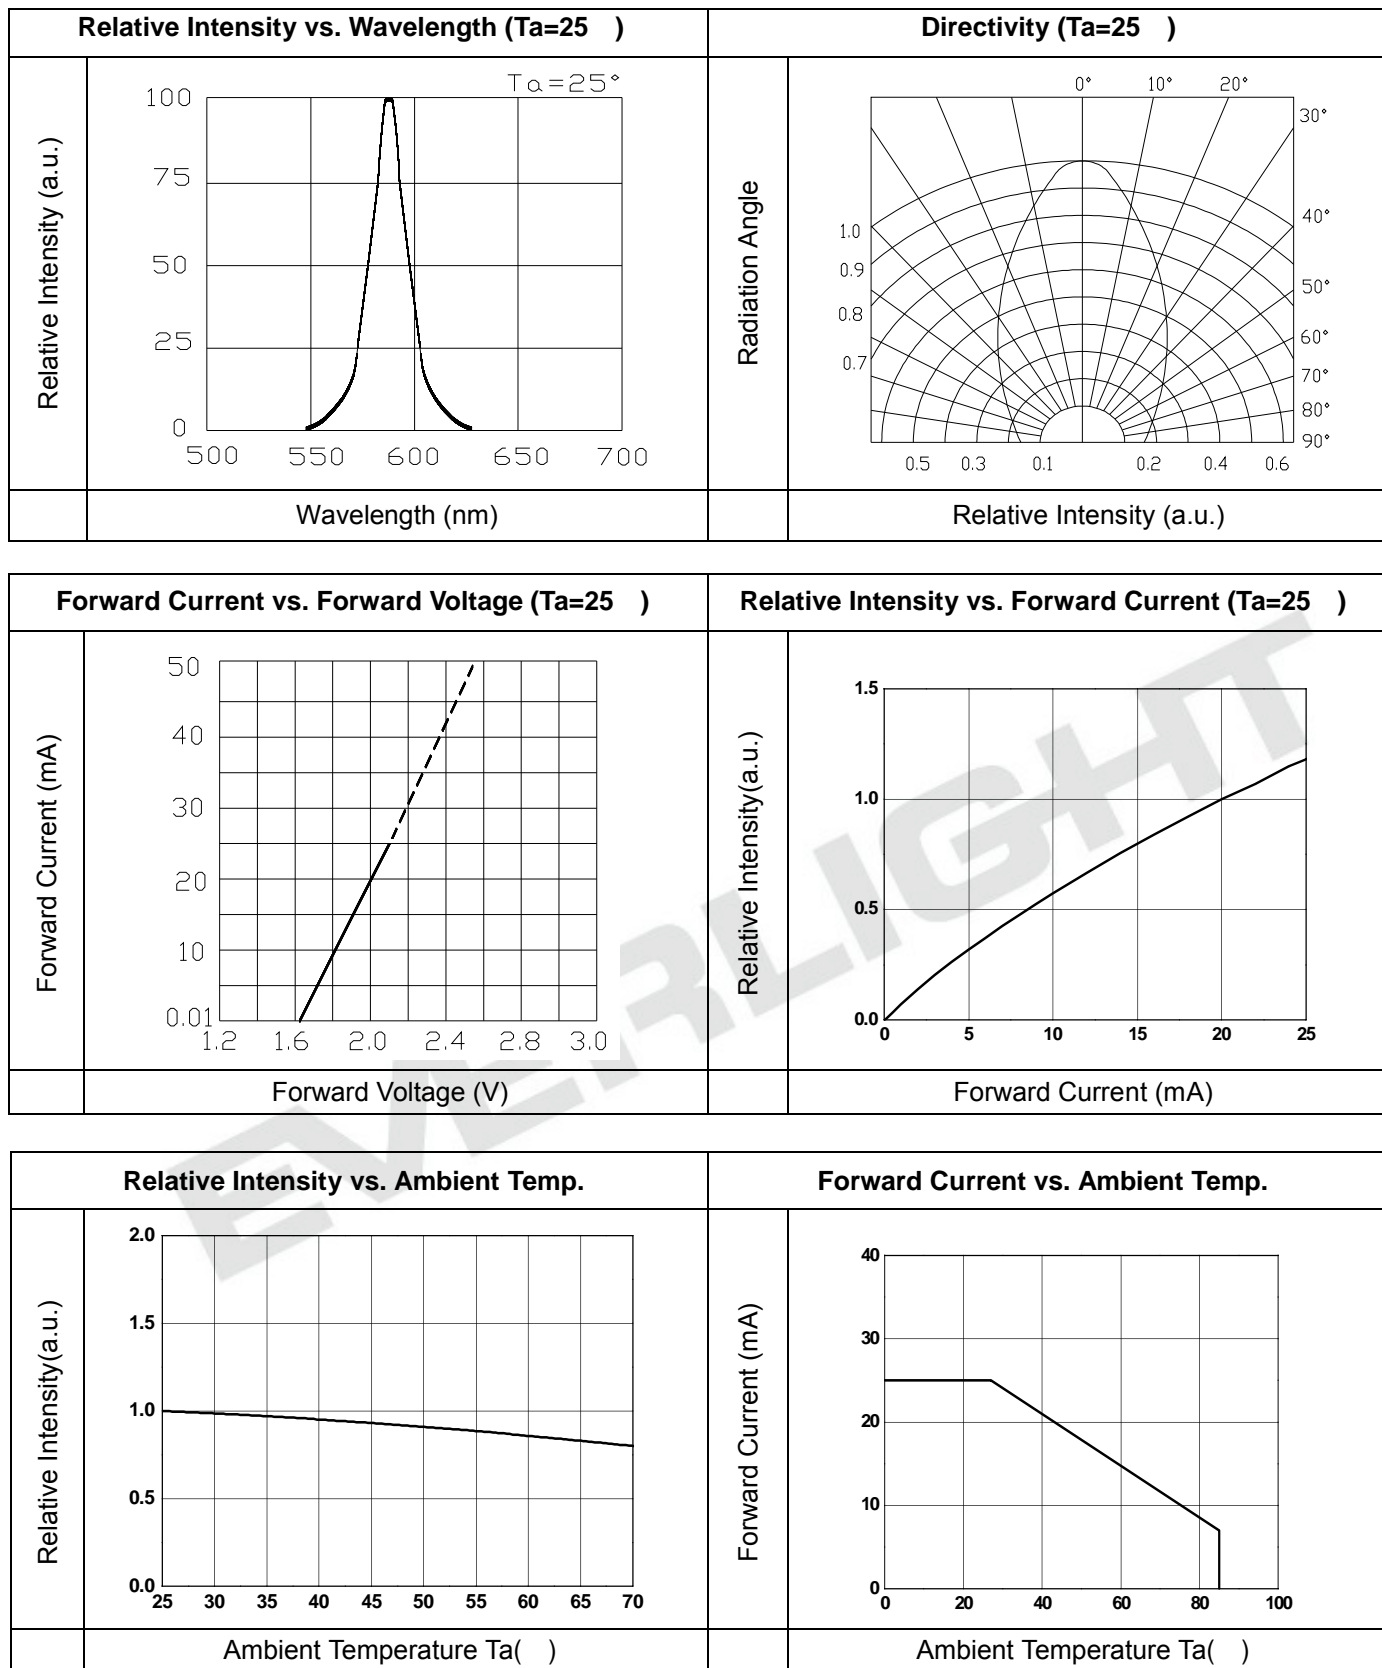 Relative Intensity vs. Wavelength (Ta=25 )
Directivity (Ta=25 )
Relative Intensity (a.u.)
Ta=25°
100
75
50
25
0
500 550 600 650 700
Wavelength (nm)
Radiation Angle
0° 10° 20°
30°
40°
50°
60°
70°
80°
90°
1.0
0.9
0.8
0.7
0.5 0.3 0.1 0.2 0.4 0.6
Relative Intensity (a.u.)
Forward Current vs. Forward Voltage (Ta=25 )
Relative Intensity vs. Forward Current (Ta=25 )
Forward Current (mA)
50
40
30
20
10
0.01
1.2 1.6 2.0 2.4 2.8 3.0
Forward Voltage (V)
Relative Intensity(a.u.)
1.5
1.0
0.5
0.0
0 5 10 15 20 25
Forward Current (mA)
EVERLIGHT
Relative Intensity vs. Ambient Temp.
Forward Current vs. Ambient Temp.
Relative Intensity(a.u.)
2.0
1.5
1.0
0.5
0.0
25 30 35 40 45 50 55 60 65 70
Ambient Temperature Ta( )
Forward Current (mA)
40
30
20
10
0
0 20 40 60 80 100
Ambient Temperature Ta( )